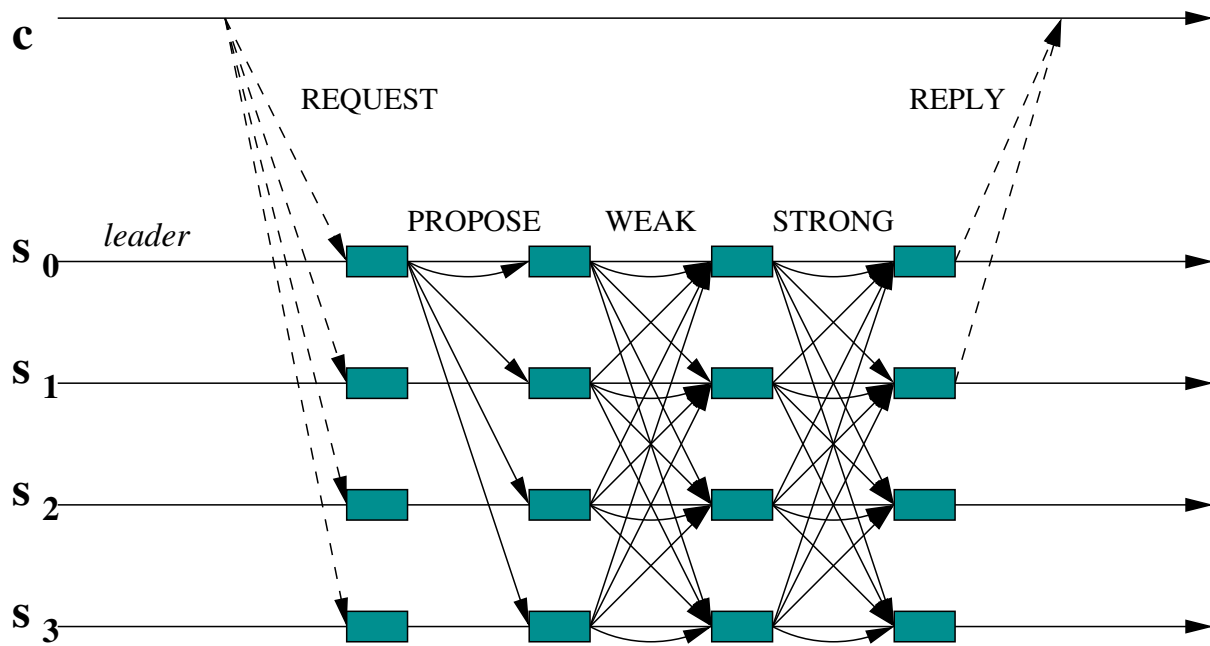 c
REQUEST REPLY
PROPOSE WEAK STRONG
leader
s 0
s 1
s 2
s 3